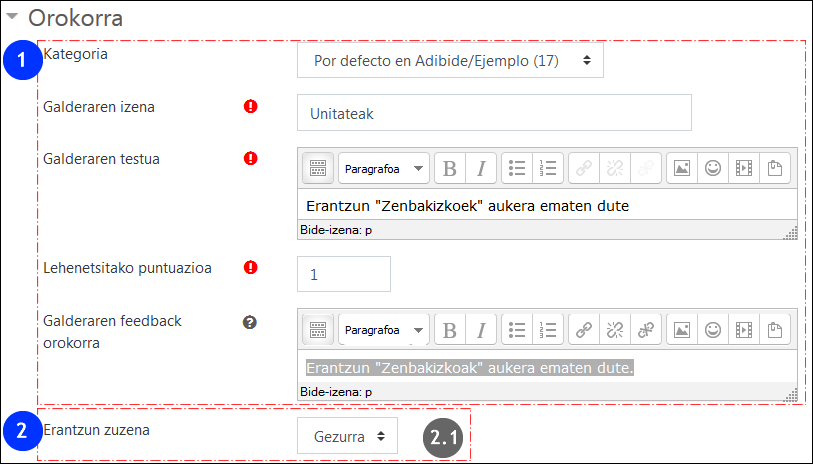 Orokorra
1
Kategoria
Por defecto en Adibide/Ejemplo (17)
Galderaren izena
Unitateak
Galderaren testua
Paragrafoa B I
Erantzun "Zenbakizkoek" aukera ematen dute
Bide-izena: p
Lehenetsitako puntuazioa
1
Galderaren feedback
orokorra
Paragrafoa B I
Erantzun "Zenbakizkoak" aukera ematen dute.
Bide-izena: p
2
Erantzun zuzena
Gezurra
2.1